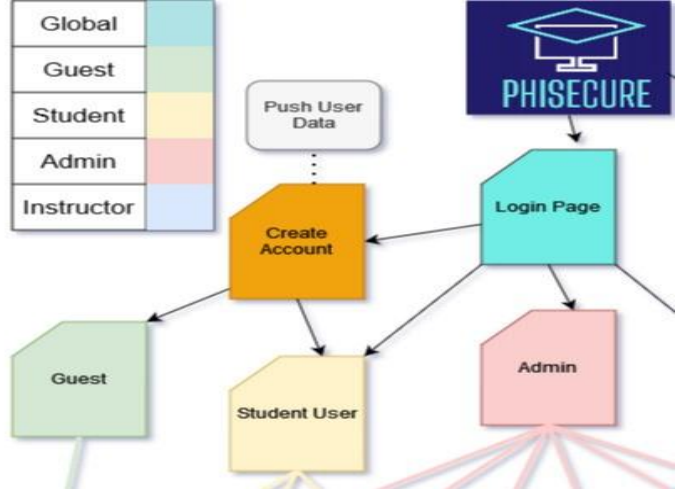 Global
Guest
Student
Admin
Instructor
Push User
Data
PHISECURE
Login Page
Create
Account
Guest
Student User
Admin